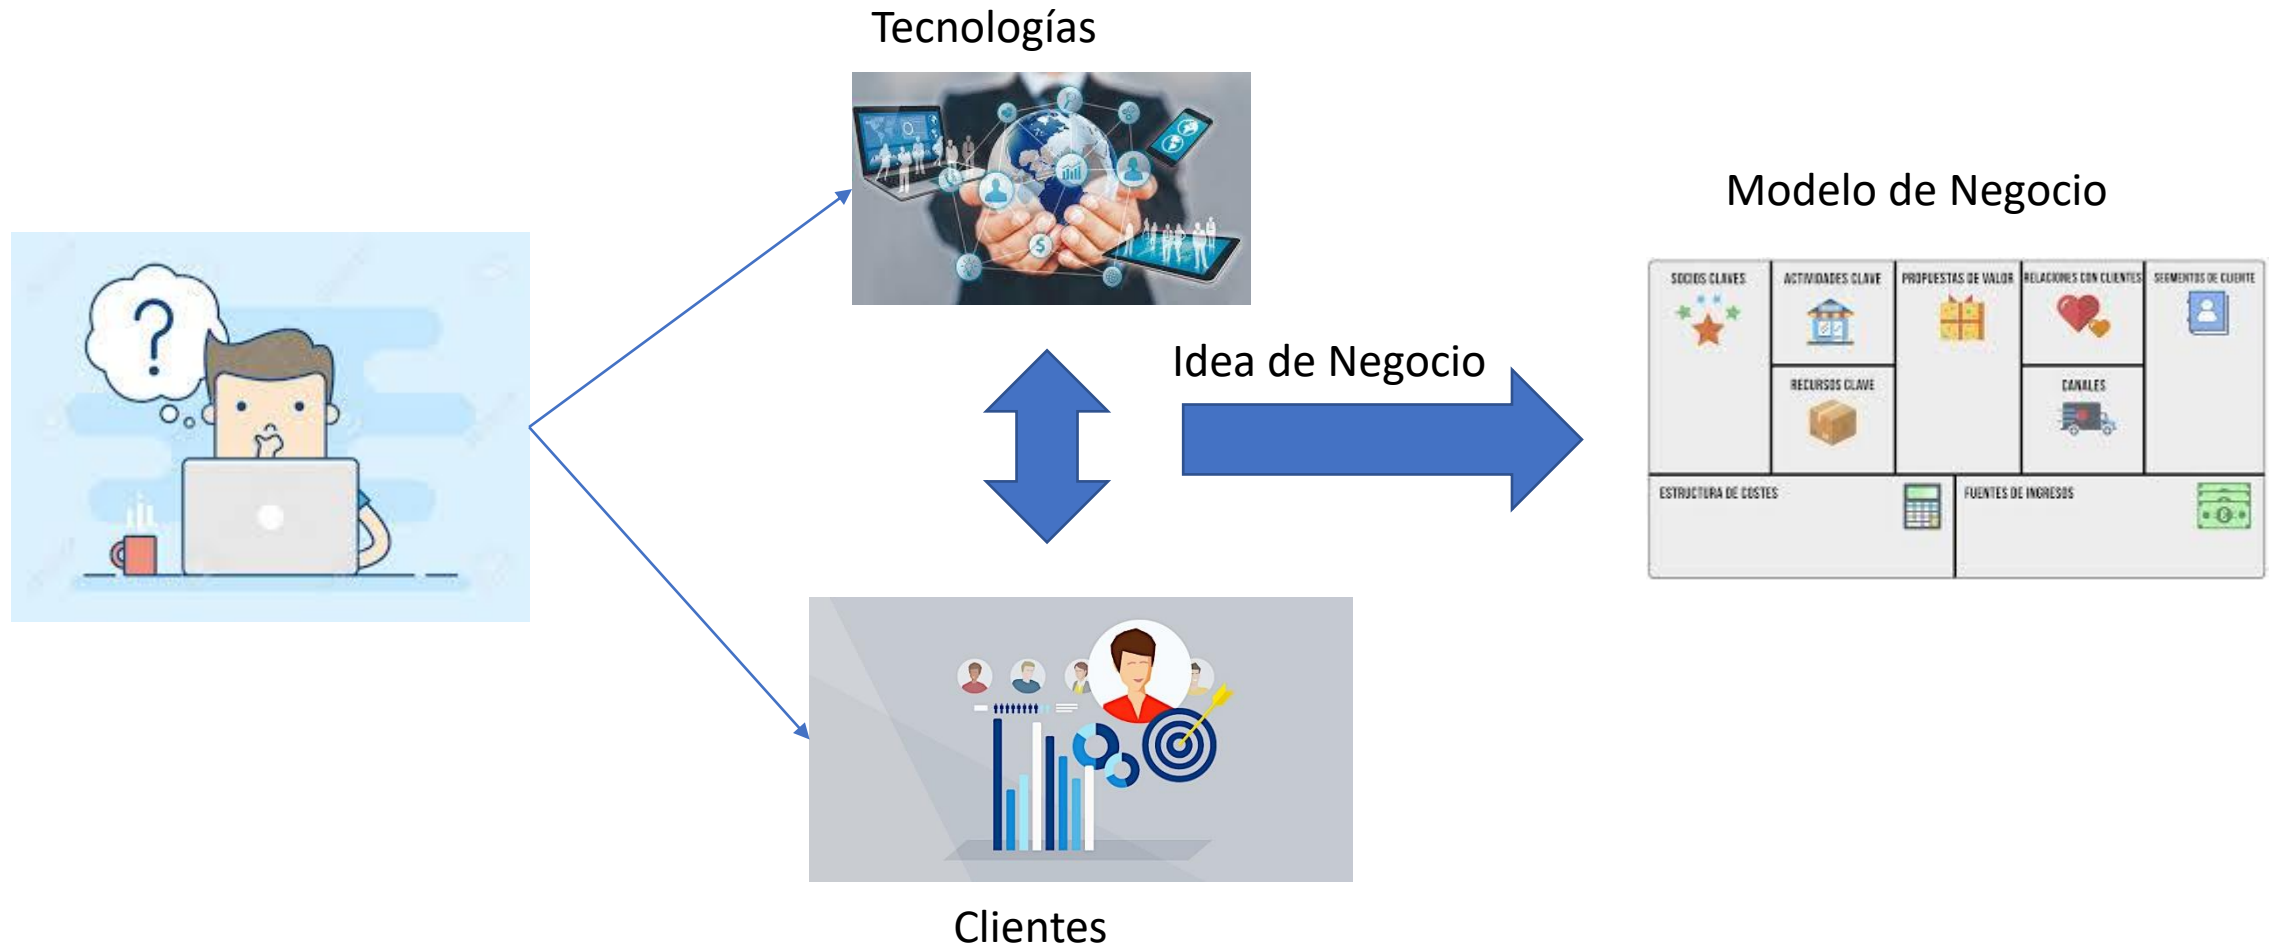 Tecnologías
Modelo de Negocio
Idea de Negocio
SOCIOS CLAVES
ACTIVIDADES CLAVE
PROPUESTAS DE VALOR
RELACIONES CON CLIENTES
SEGMENTOS DE CLIENTE
RECURSOS CLAVE
CANALES
ESTRUCTURA DE COSTES
FUENTES DE INGRESOS
Clientes